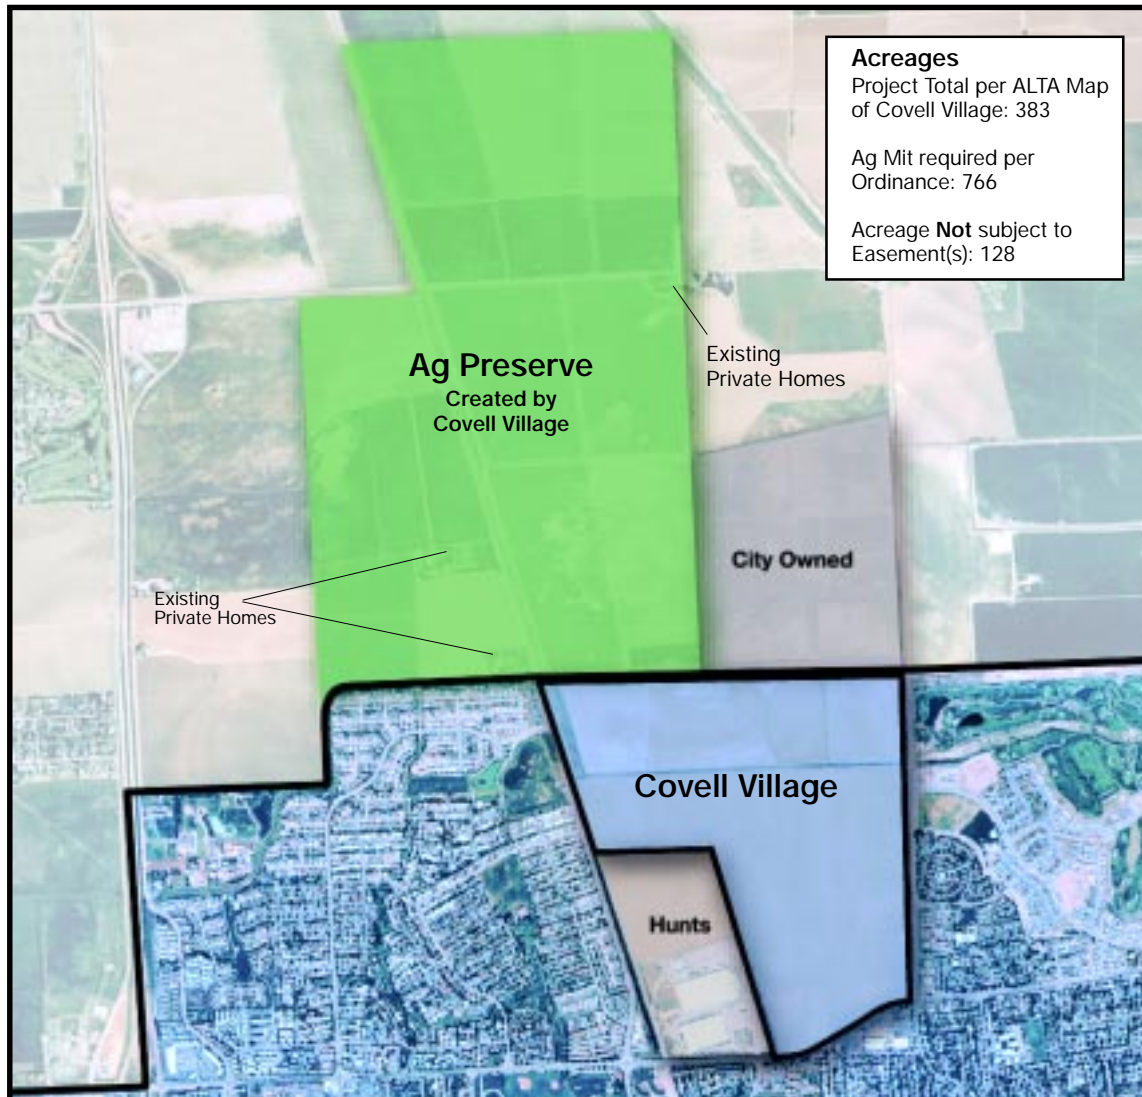 Acreages
Project Total per ALTA Map
of Covell Village: 383
Ag Mit required per
Ordinance: 766
Acreage Not subject to
Easement(s): 128
Ag Preserve
Created by
Covell Village
Existing
Private Homes
City Owned
Existing
Private Homes
Covell Village
Hunts